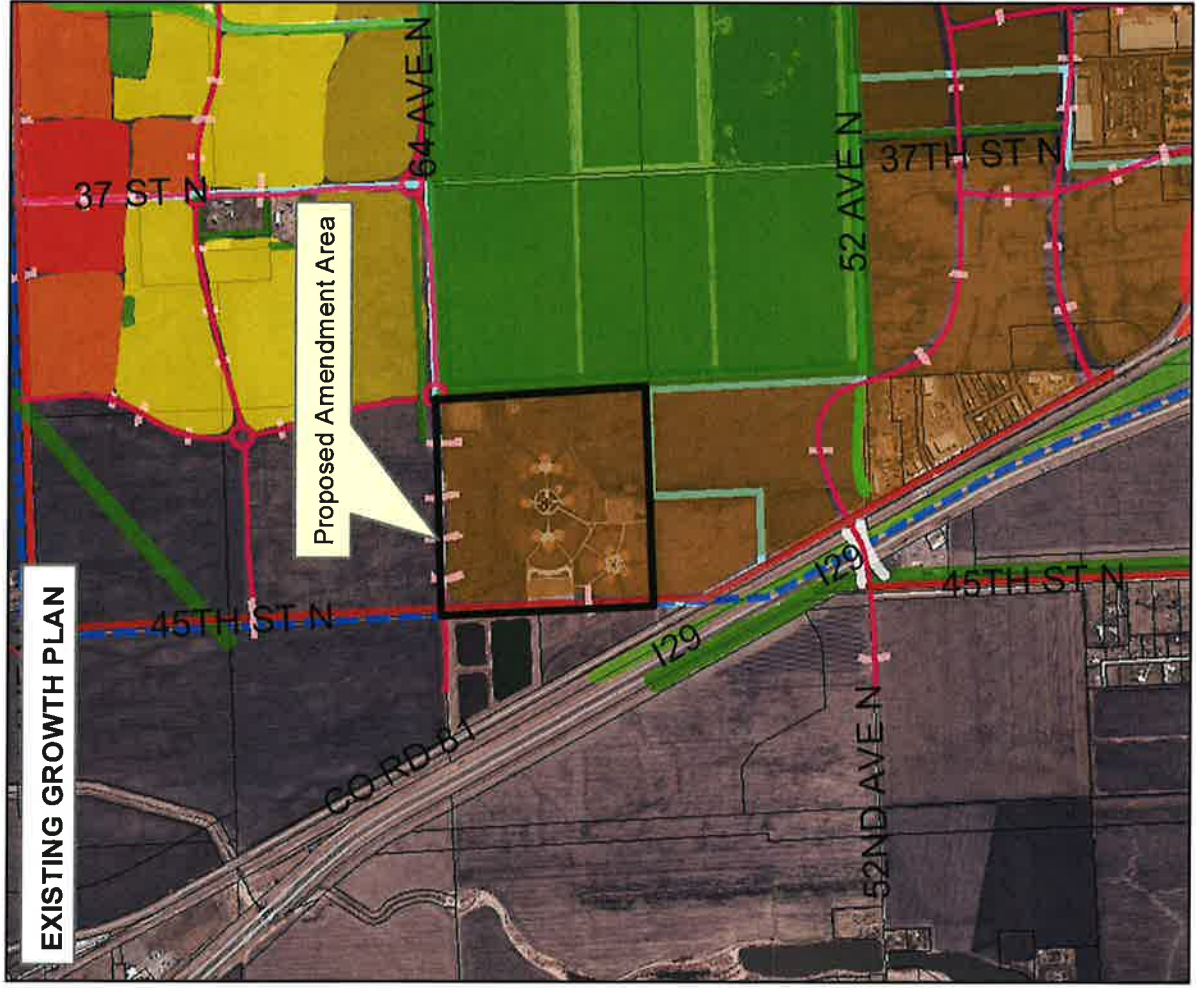 EXISTING GROWTH PLAN
Proposed Amendment Area
37 ST N
64 AVE N
52 AVE N
37TH ST N
45TH ST N
I29
45TH ST N
I29
CO RD 81
52ND AVE N